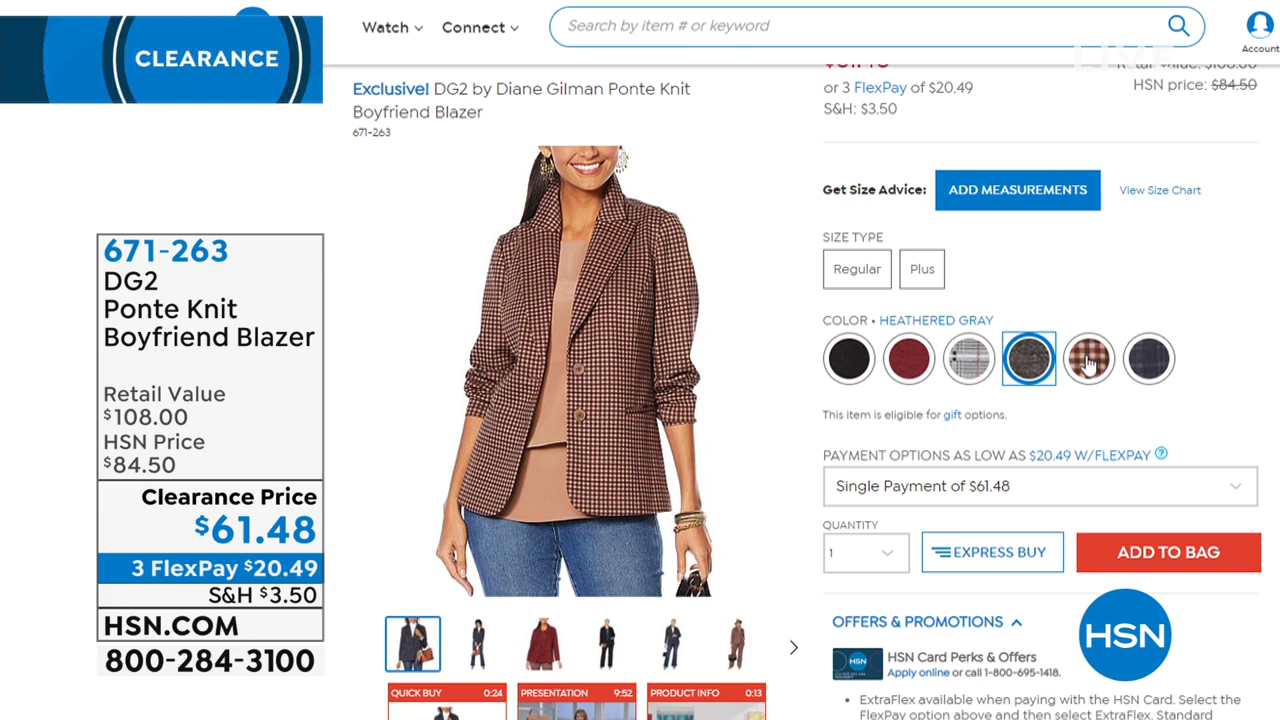 CLEARANCE
Watch
Connect
Search by item # or keyword
Account
LIVE
Exclusive! DG2 by Diane Gilman Ponte Knit
Boyfriend Blazer
671-263
or 3 FlexPay of $20.49
S&H: $3.50
HSN price: $84.50
Get Size Advice:
ADD MEASUREMENTS
View Size Chart
SIZE TYPE
Regular
Plus
COLOR • HEATHERED GRAY
This item is eligible for gift options.
PAYMENT OPTIONS AS LOW AS $20.49 W/FLEXPAY ?
Single Payment of $61.48
QUANTITY
1
EXPRESS BUY
ADD TO BAG
OFFERS & PROMOTIONS
HSN
HSN
HSN Card Perks & Offers
Apply online or call 1-800-695-1418.
• ExtraFlex available when paying with the HSN Card. Select the
FlexPay option above and then select ExtraFlex. Standard
671-263
DG2
Ponte Knit
Boyfriend Blazer
Retail Value
$108.00
HSN Price
$84.50
Clearance Price
$61.48
3 FlexPay $20.49
S&H $3.50
HSN.COM
800-284-3100
QUICK BUY 0:24
PRESENTATION 9:52
PRODUCT INFO 0:13